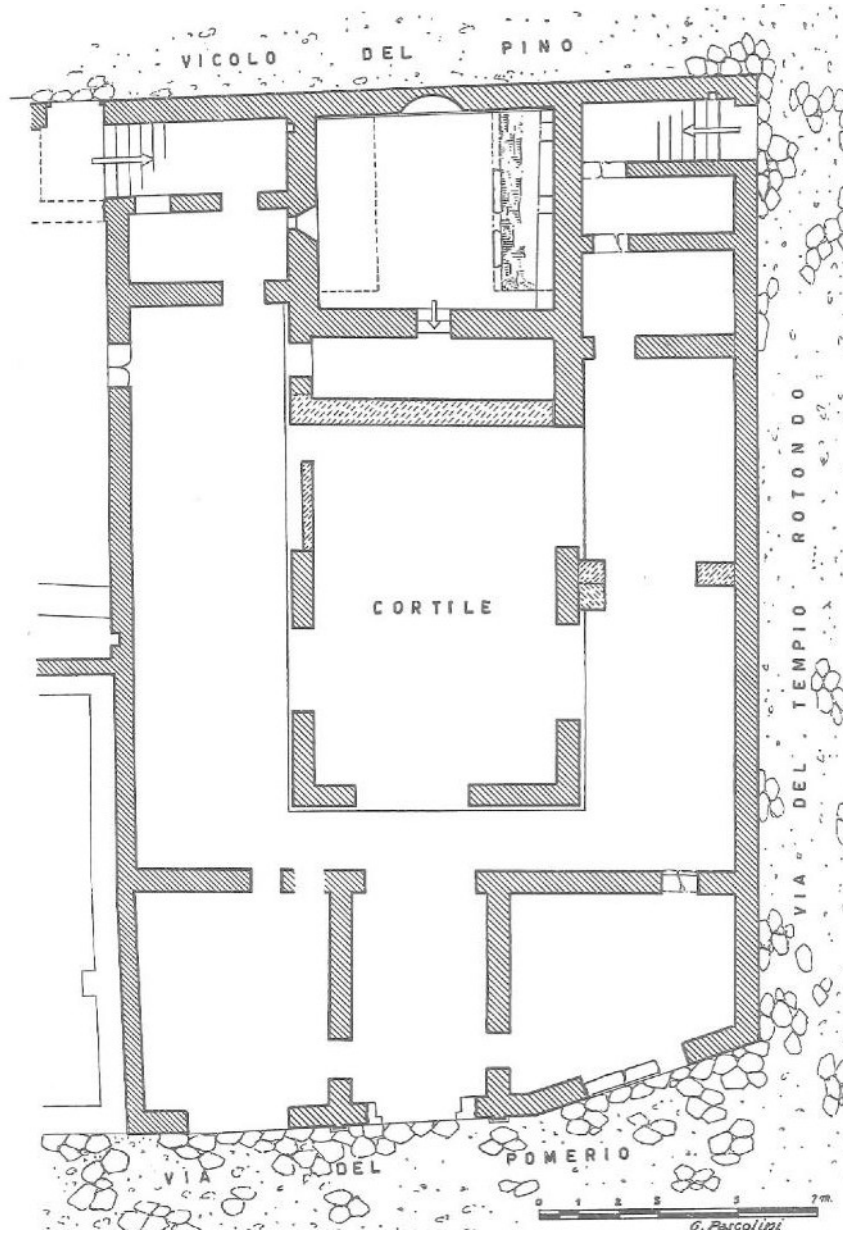 VICOLO DEL PINO
CORTILE
VIA DEL TEMPIO ROTONDO
VIA DEL POMERIO
0 1 2 3 5 7 m.
G. Pascolini